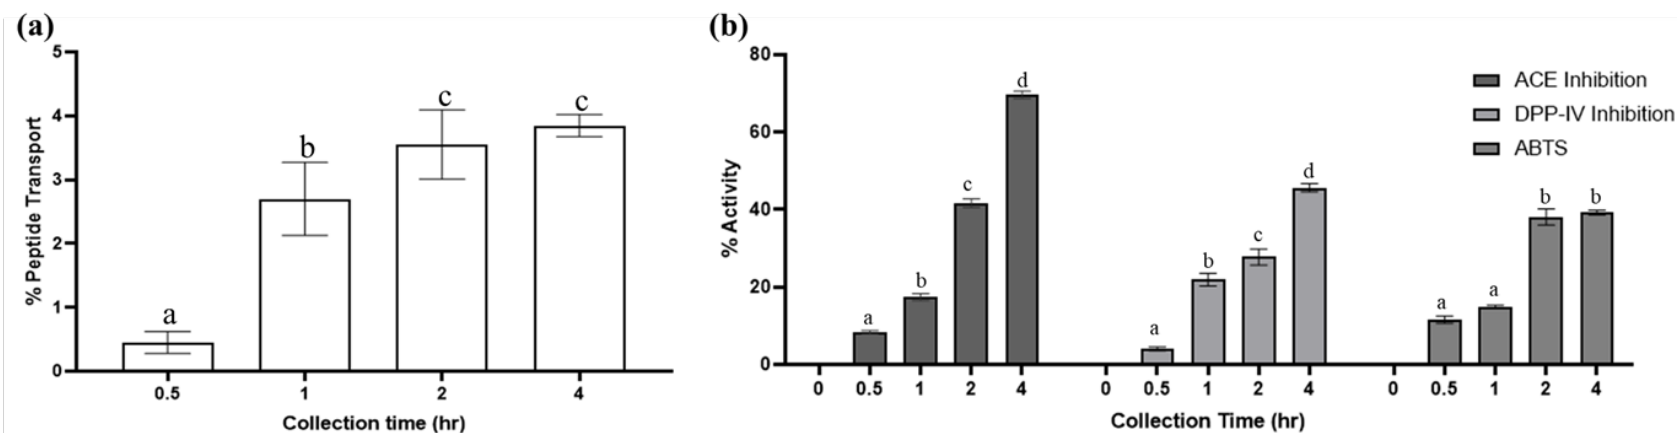 (a)
% Peptide Transport
5
4
3
2
1
0
a
b
c
c
0.5
1
2
4
Collection time (hr)
(b)
% Activity
80
60
40
20
0
a
b
c
d
a
b
c
d
a
a
b
b
ACE Inhibition
DPP-IV Inhibition
ABTS
0 0.5 1 2 4 0 0.5 1 2 4 0 0.5 1 2 4
Collection Time (hr)